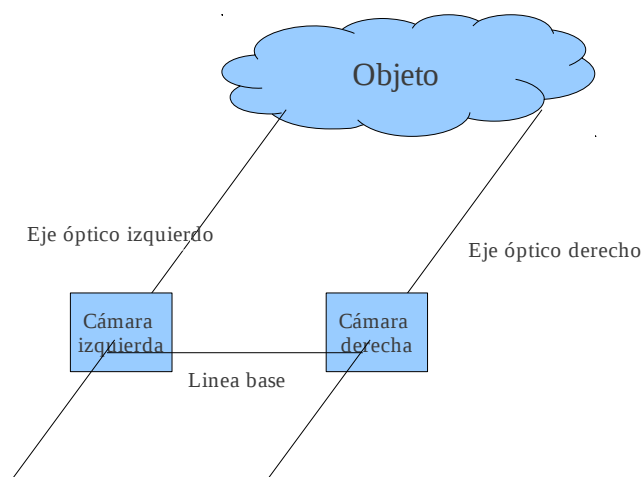 Objeto
Eje óptico izquierdo
Eje óptico derecho
Cámara
izquierda
Cámara
derecha
Linea base